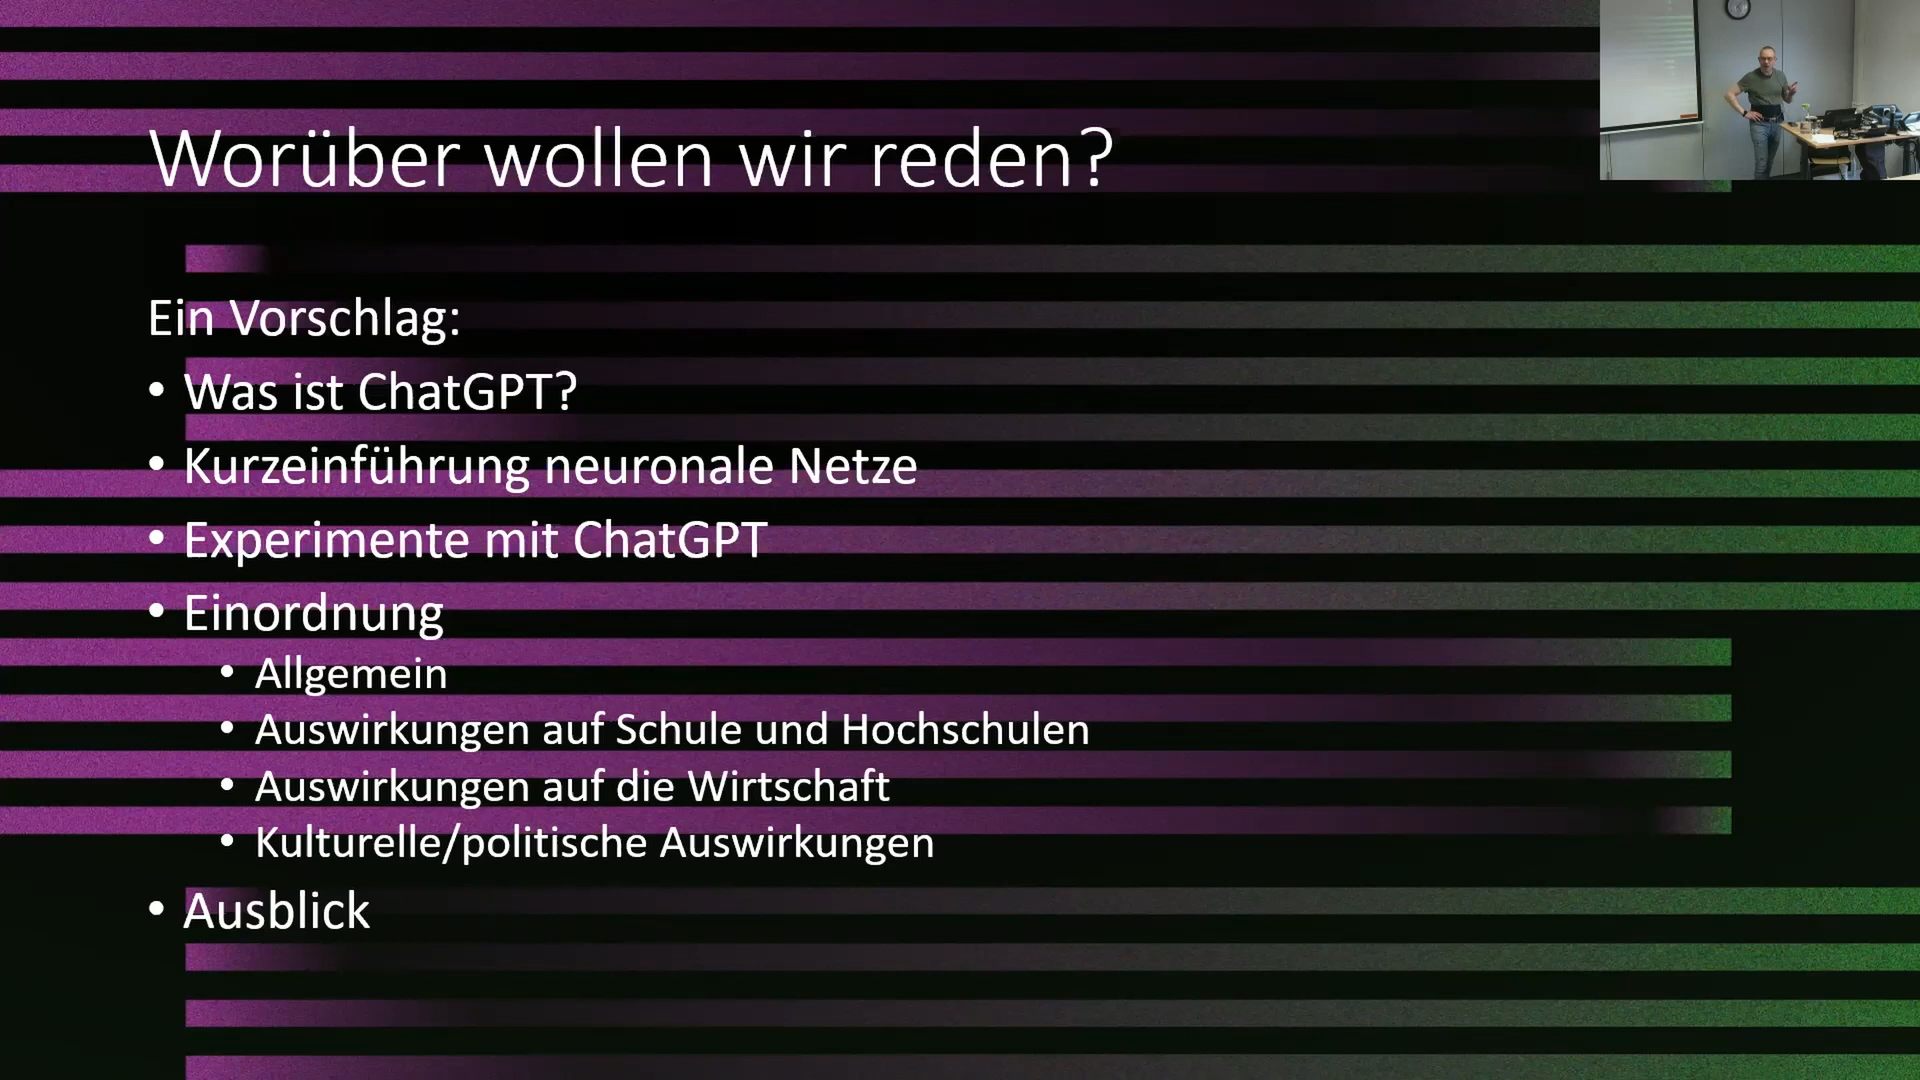 Worüber wollen wir reden?
Ein Vorschlag:
• Was ist ChatGPT?
• Kurzeinführung neuronale Netze
• Experimente mit ChatGPT
• Einordnung
• Allgemein
• Auswirkungen auf Schule und Hochschulen
• Auswirkungen auf die Wirtschaft
• Kulturelle/politische Auswirkungen
• Ausblick